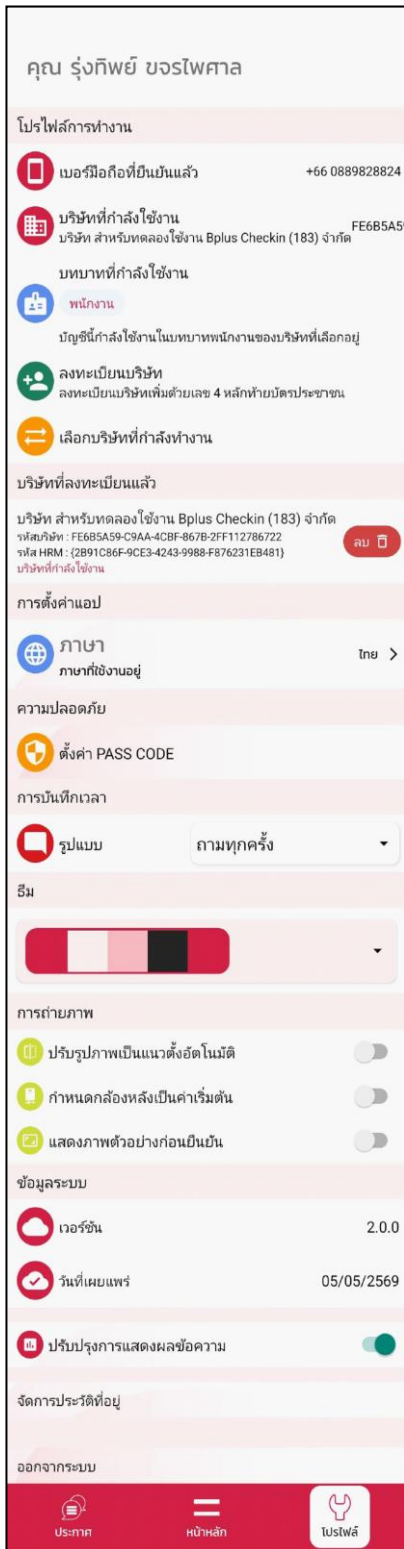 คุณ รุ่งทิพย์ ขจรไพศาล
โปรไฟล์การทำงาน
เบอร์มือถือที่ยืนยันแล้ว +66 0889828824
บริษัทที่กำลังใช้งาน FE6B5A59
บริษัท สำหรับทดลองใช้งาน Bplus Checkin (183) จำกัด
บทบาทที่กำลังใช้งาน
พนักงาน
บัญชีนี้กำลังใช้งานในบทบาทพนักงานของบริษัทที่เลือกอยู่
ลงทะเบียนบริษัท
ลงทะเบียนบริษัทเพิ่มด้วยเลข 4 หลักท้ายบัตรประชาชน
เลือกบริษัทที่กำลังทำงาน
บริษัทที่ลงทะเบียนแล้ว
บริษัท สำหรับทดลองใช้งาน Bplus Checkin (183) จำกัด
รหัสบริษัท : FE6B5A59-C9AA-4CBF-867B-2FF112786722
รหัส HRM : {2B91C86F-9CE3-4243-9988-F876231EB481}
บริษัทที่กำลังใช้งาน
ลบ
การตั้งค่าแอป
ภาษา
ภาษาที่ใช้งานอยู่
ไทย >
ความปลอดภัย
ตั้งค่า PASS CODE
การบันทึกเวลา
รูปแบบ ถามทุกครั้ง
ธีม
การถ่ายภาพ
ปรับรูปภาพเป็นแนวตั้งอัตโนมัติ
กำหนดกล้องหลังเป็นค่าเริ่มต้น
แสดงภาพตัวอย่างก่อนยืนยัน
ข้อมูลระบบ
เวอร์ชัน 2.0.0
วันที่เผยแพร่ 05/05/2569
ปรับปรุงการแสดงผลข้อความ
จัดการประวัติที่อยู่
ออกจากระบบ
ประกาศ หน้าหลัก โปรไฟล์